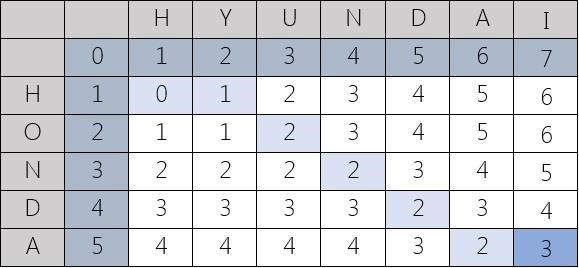 H Y U N D A I
0 1 2 3 4 5 6 7
H 1 0 1 2 3 4 5 6
O 2 1 1 2 3 4 5 6
N 3 2 2 2 2 3 4 5
D 4 3 3 3 3 2 3 4
A 5 4 4 4 4 3 2 3